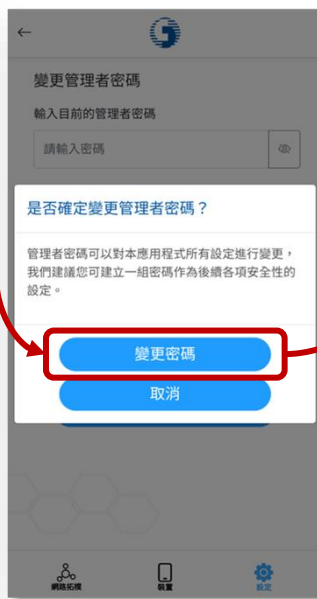 變更管理者密碼
輸入目前的管理者密碼
請輸入密碼
是否確定變更管理者密碼？
管理者密碼可以對本應用程式所有設定進行變更，
我們建議您可建立一組密碼作為後續各項安全性的
設定。
變更密碼
取消
網路拓樸
裝置
設定